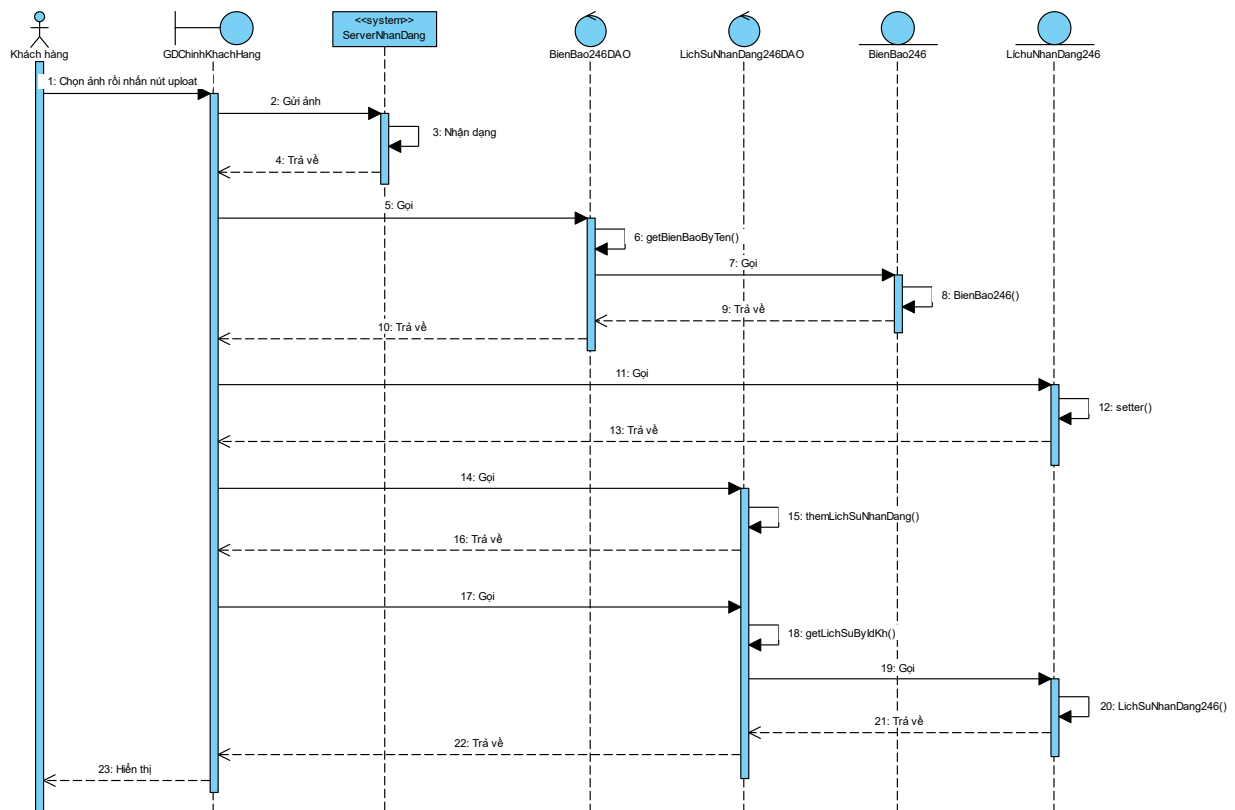 <<system>>
ServerNhanDang
Khách hàng
GDChinhKhachHang
BienBao246DAO
LichSuNhanDang246DAO
BienBao246
LíchuNhanDang246
1: Chọn ảnh rồi nhấn nút uploat
2: Gửi ảnh
3: Nhận dạng
4: Trả về
5: Gọi
6: getBienBaoByTen()
7: Gọi
8: BienBao246()
9: Trả về
10: Trả về
11: Gọi
12: setter()
13: Trả về
14: Gọi
15: themLichSuNhanDang()
16: Trả về
17: Gọi
18: getLichSuByIdKh()
19: Gọi
20: LichSuNhanDang246()
21: Trả về
22: Trả về
23: Hiển thị